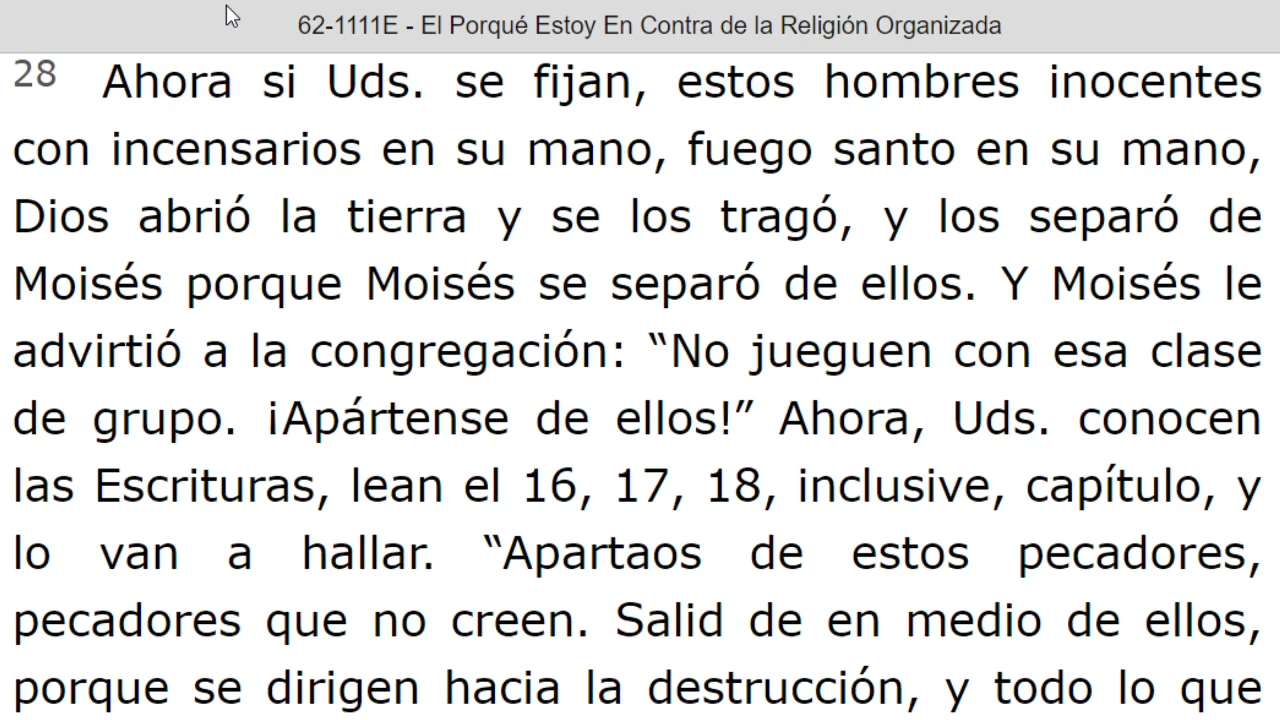 62-1111E - El Porqué Estoy En Contra de la Religión Organizada
28 Ahora si Uds. se fijan, estos hombres inocentes
con incensarios en su mano, fuego santo en su mano,
Dios abrió la tierra y se los tragó, y los separó de
Moisés porque Moisés se separó de ellos. Y Moisés le
advirtió a la congregación: “No jueguen con esa clase
de grupo. ¡Apártense de ellos!” Ahora, Uds. conocen
las Escrituras, lean el 16, 17, 18, inclusive, capítulo, y
lo van a hallar. “Apartaos de estos pecadores,
pecadores que no creen. Salid de en medio de ellos,
porque se dirigen hacia la destrucción, y todo lo que